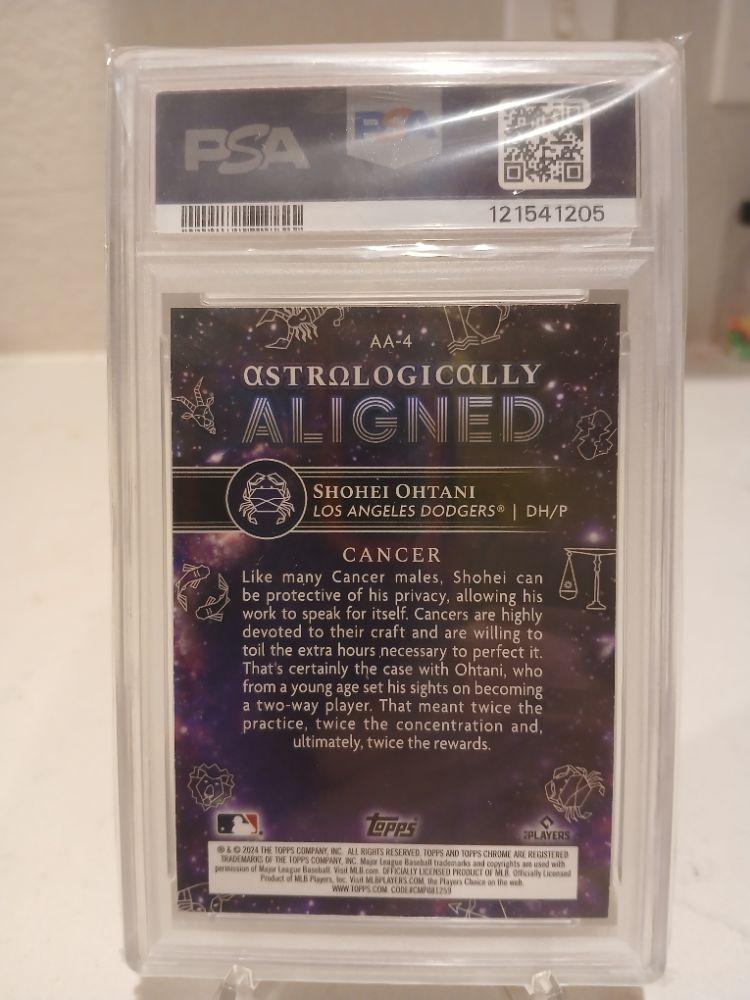 PSA
PSA
121541205
AA-4
αSTRΩLOGICαLLY
ALIGNED
SHOHEI OHTANI
LOS ANGELES DODGERS® | DH/P
CANCER
Like many Cancer males, Shohei can
be protective of his privacy, allowing his
work to speak for itself. Cancers are highly
devoted to their craft and are willing to
toil the extra hours necessary to perfect it.
That's certainly the case with Ohtani, who
from a young age set his sights on becoming
a two-way player. That meant twice the
practice, twice the concentration and,
ultimately, twice the rewards.
Topps
PLAYERS
® & © 2024 THE TOPPS COMPANY, INC. ALL RIGHTS RESERVED. TOPPS AND TOPPS CHROME ARE REGISTERED
TRADEMARKS OF THE TOPPS COMPANY, INC. Major League Baseball trademarks and copyrights are used with
permission of Major League Baseball. Visit MLB.com. OFFICIALLY LICENSED PRODUCT OF MLB. Officially Licensed
Product of MLB Players, Inc. Visit MLBPLAYERS.COM, the Players Choice on the web.
WWW.TOPPS.COM. CODE#CMP081259